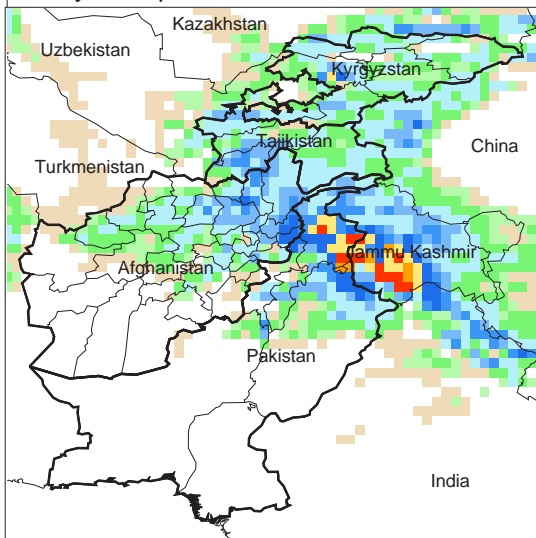 Kazakhstan
Uzbekistan
Kyrgyzstan
Tajikistan
China
Turkmenistan
Jammu Kashmir
Afghanistan
Pakistan
India